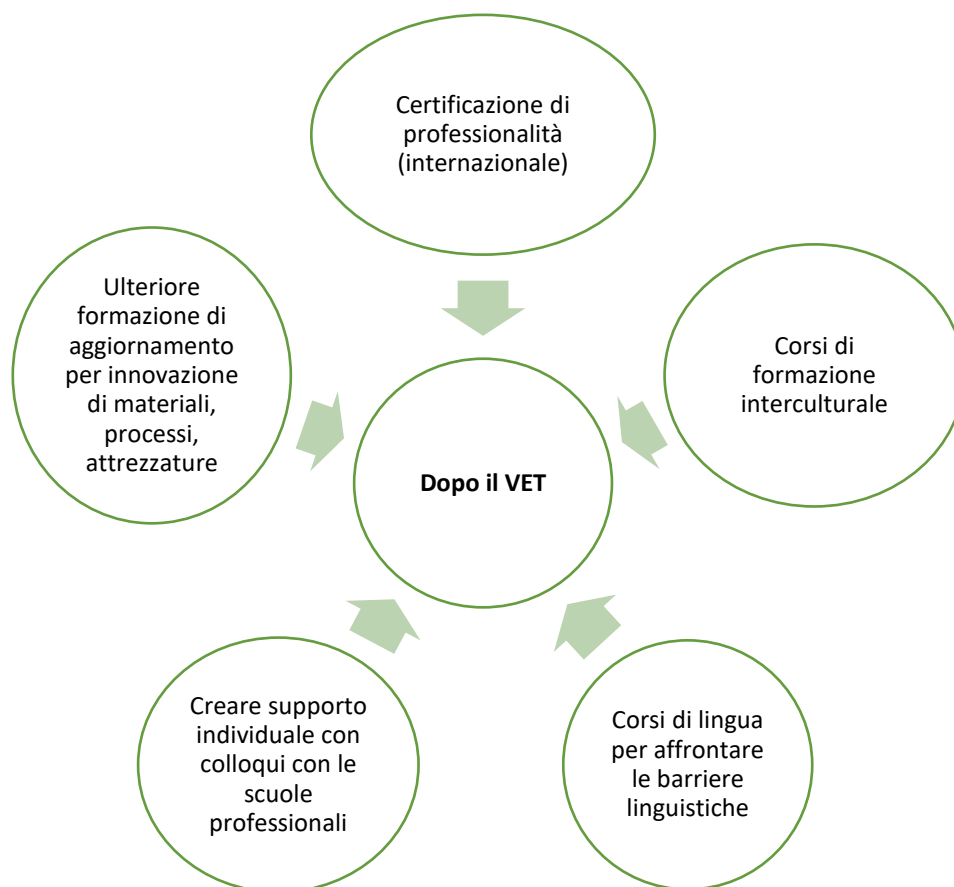 Certificazione di
professionalità
(internazionale)
Ulteriore
formazione di
aggiornamento
per innovazione
di materiali,
processi,
attrezzature
Corsi di
formazione
interculturale
Dopo il VET
Creare supporto
individuale con
colloqui con le
scuole
professionali
Corsi di lingua
per affrontare
le barriere
linguistiche